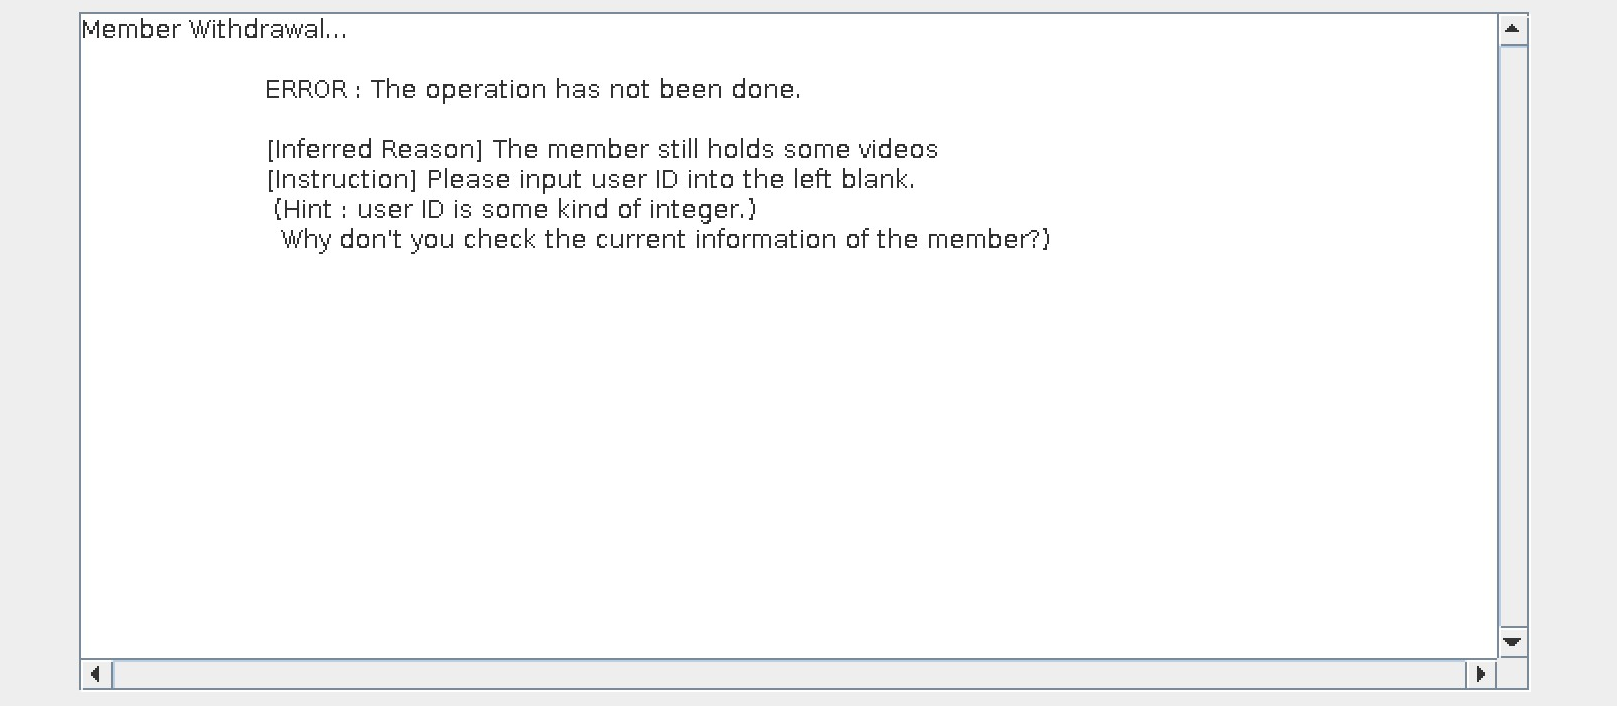 Member Withdrawal...
ERROR : The operation has not been done.
[Inferred Reason] The member still holds some videos
[Instruction] Please input user ID into the left blank.
(Hint : user ID is some kind of integer.)
Why don't you check the current information of the member?)